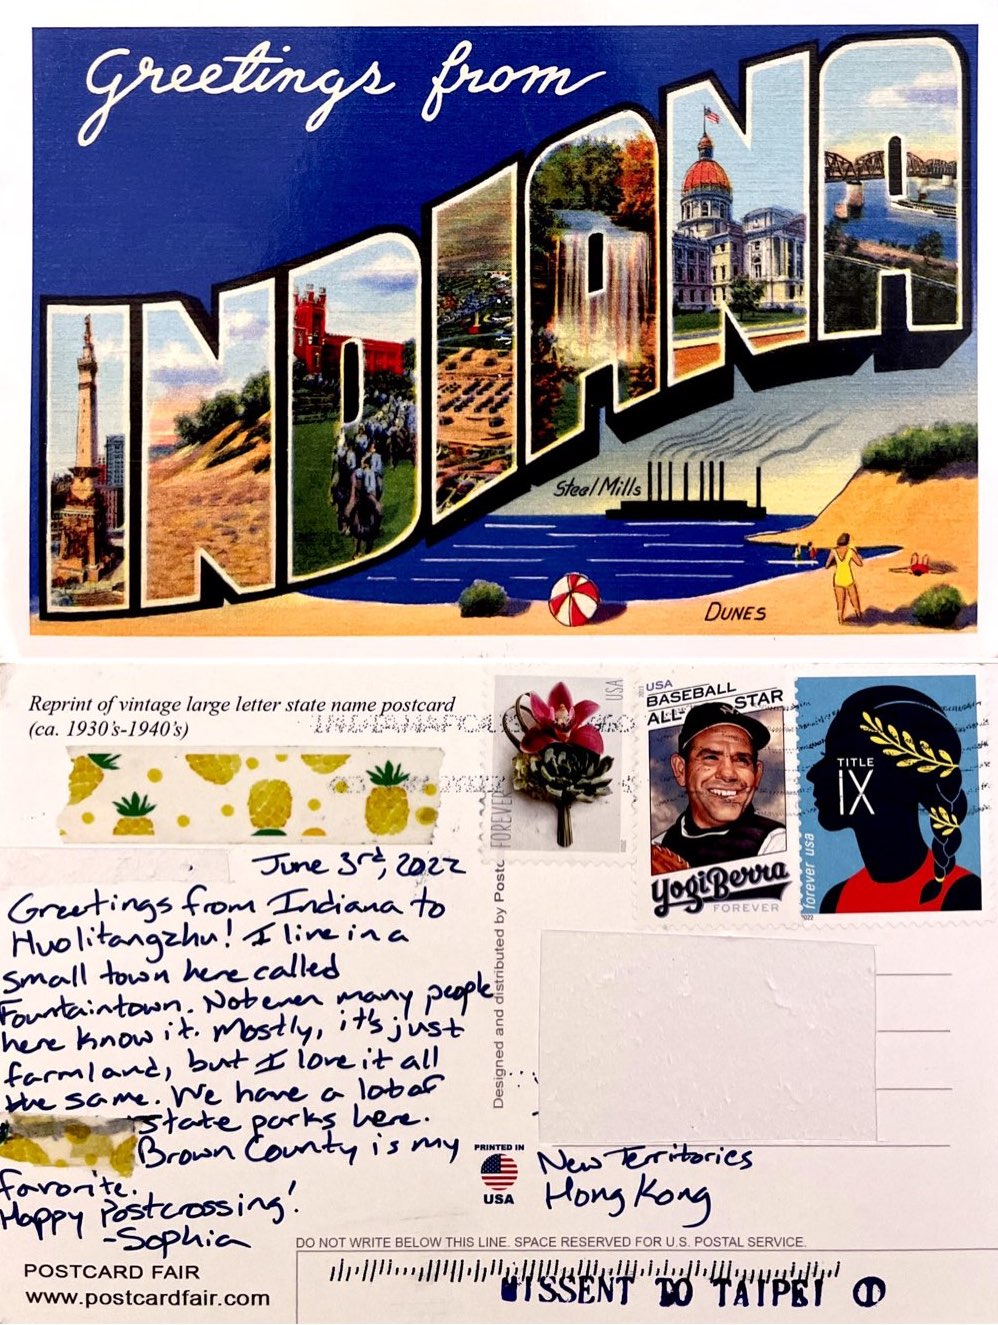 Greetings from
INDIANA
Steel Mills
DUNES
Reprint of vintage large letter state name postcard
(ca. 1930's-1940's)
INDIANAPOLIS
FOREVER
USA
USA
BASEBALL
ALL-STAR
Yogi Berra
FOREVER
TITLE
IX
forever usa
2022
June 3rd, 2022
Greetings from Indiana to
Huolitangzhu! I live in a
small town here called
Fountaintown. Not even many people
here know it. Mostly, it's just
farmland, but I love it all
the same. We have a lot of
state parks here.
Brown County is my
favorite.
Happy Postcrossing!
-Sophia
Designed and distributed by Postc
PRINTED IN
USA
New Territories
Hong Kong
DO NOT WRITE BELOW THIS LINE. SPACE RESERVED FOR U.S. POSTAL SERVICE.
POSTCARD FAIR
www.postcardfair.com
MISSENT TO TAIPEI